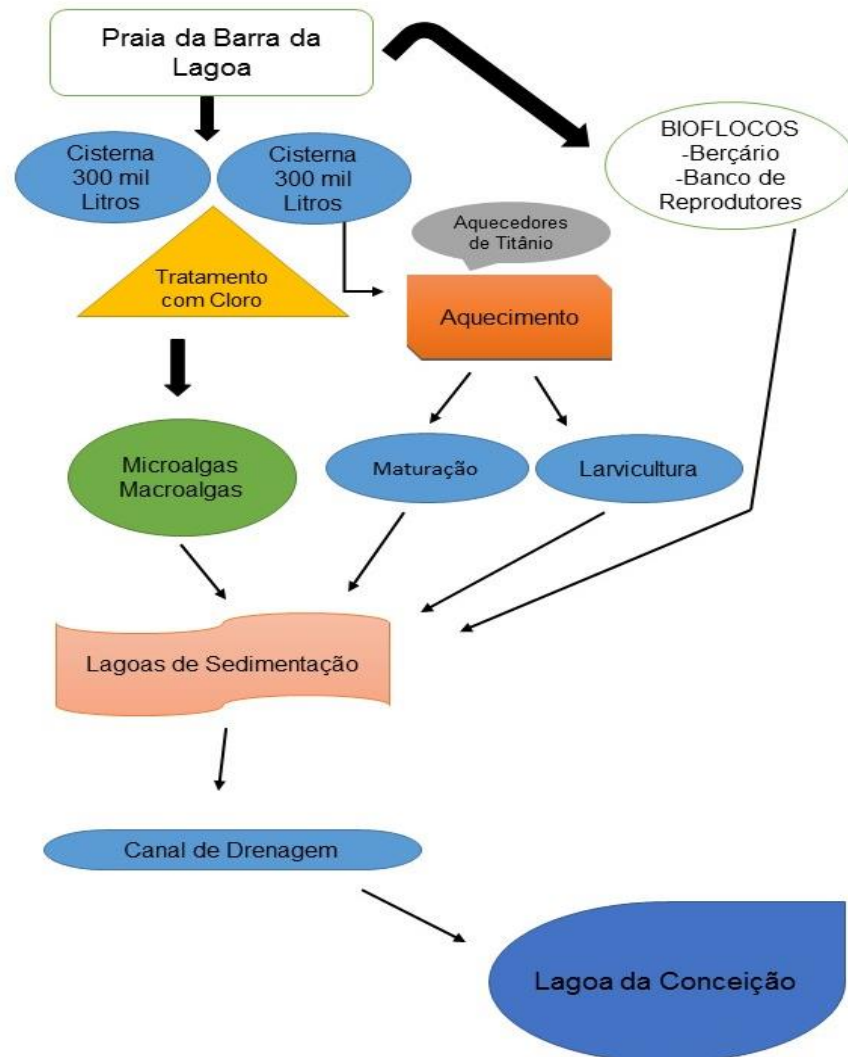 Praia da Barra da
Lagoa
Cisterna
300 mil
Litros
Cisterna
300 mil
Litros
BIOFLOCOS
-Berçário
-Banco de
Reprodutores
Aquecedores
de Titânio
Tratamento
com Cloro
Aquecimento
Microalgas
Macroalgas
Maturação
Larvicultura
Lagoas de Sedimentação
Canal de Drenagem
Lagoa da Conceição